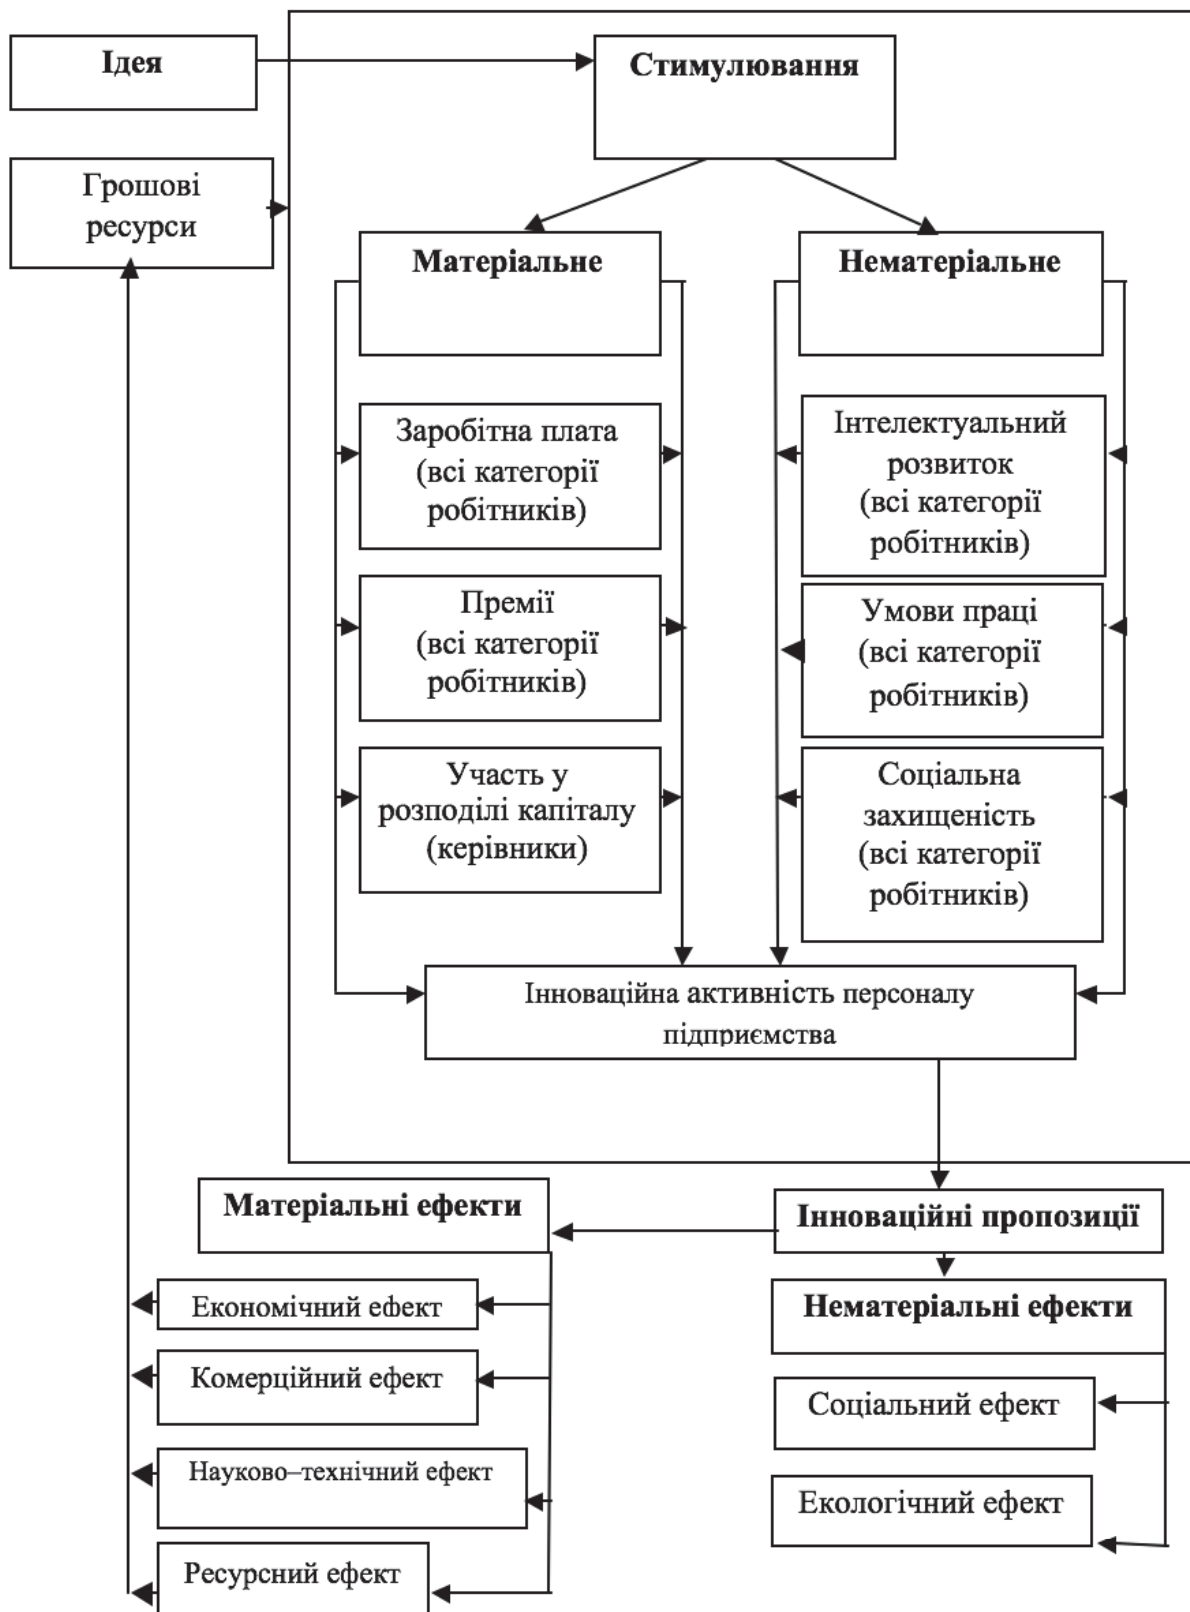 Ідея
Стимулювання
Грошові
ресурси
Матеріальне
Нематеріальне
Заробітна плата
(всі категорії
робітників)
Інтелектуальний
розвиток
(всі категорії
робітників)
Премії
(всі категорії
робітників)
Умови праці
(всі категорії
робітників)
Участь у
розподілі капіталу
(керівники)
Соціальна
захищеність
(всі категорії
робітників)
Інноваційна активність персоналу
підприємства
Матеріальні ефекти
Інноваційні пропозиції
Економічний ефект
Комерційний ефект
Науково–технічний ефект
Ресурсний ефект
Нематеріальні ефекти
Соціальний ефект
Екологічний ефект